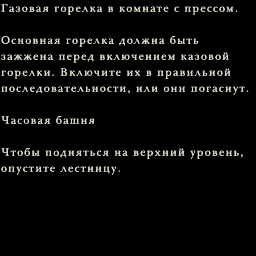 Газовая горелка в комнате с прессом.
Основная горелка должна быть
зажжена перед включением казовой
горелки. Включите их в правильной
последовательности, или они погаснут.
Часовая башня
Чтобы подняться на верхний уровень,
опустите лестницу.